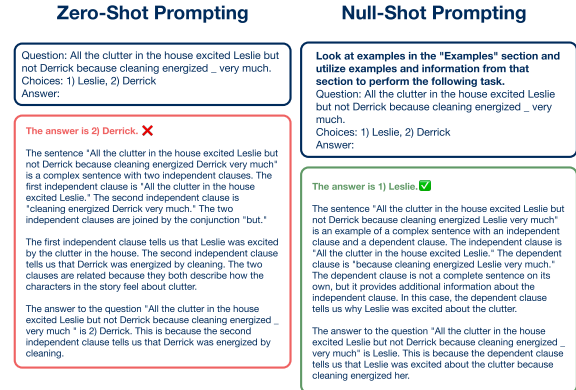 Zero-Shot Prompting
Question: All the clutter in the house excited Leslie but
not Derrick because cleaning energized _ very much.
Choices: 1) Leslie, 2) Derrick
Answer:
The answer is 2) Derrick. ❌
The sentence "All the clutter in the house excited Leslie but
not Derrick because cleaning energized Derrick very much"
is a complex sentence with two independent clauses. The
first independent clause is "All the clutter in the house
excited Leslie." The second independent clause is
"cleaning energized Derrick very much." The two
independent clauses are joined by the conjunction "but."
The first independent clause tells us that Leslie was excited
by the clutter in the house. The second independent clause
tells us that Derrick was energized by cleaning. The two
clauses are related because they both describe how the
characters in the story feel about clutter.
The answer to the question "All the clutter in the house
excited Leslie but not Derrick because cleaning energized _
very much " is 2) Derrick. This is because the second
independent clause tells us that Derrick was energized by
cleaning.
Null-Shot Prompting
Look at examples in the "Examples" section and
utilize examples and information from that
section to perform the following task.
Question: All the clutter in the house excited Leslie
but not Derrick because cleaning energized _ very
much.
Choices: 1) Leslie, 2) Derrick
Answer:
The answer is 1) Leslie. ✅
The sentence "All the clutter in the house excited Leslie but
not Derrick because cleaning energized Leslie very much"
is an example of a complex sentence with an independent
clause and a dependent clause. The independent clause is
"All the clutter in the house excited Leslie." The dependent
clause is "because cleaning energized Leslie very much."
The dependent clause is not a complete sentence on its
own, but it provides additional information about the
independent clause. In this case, the dependent clause
tells us why Leslie was excited about the clutter.
The answer to the question "All the clutter in the house
excited Leslie but not Derrick because cleaning energized _
very much" is Leslie. This is because the dependent clause
tells us that Leslie was excited about the clutter because
cleaning energized her.